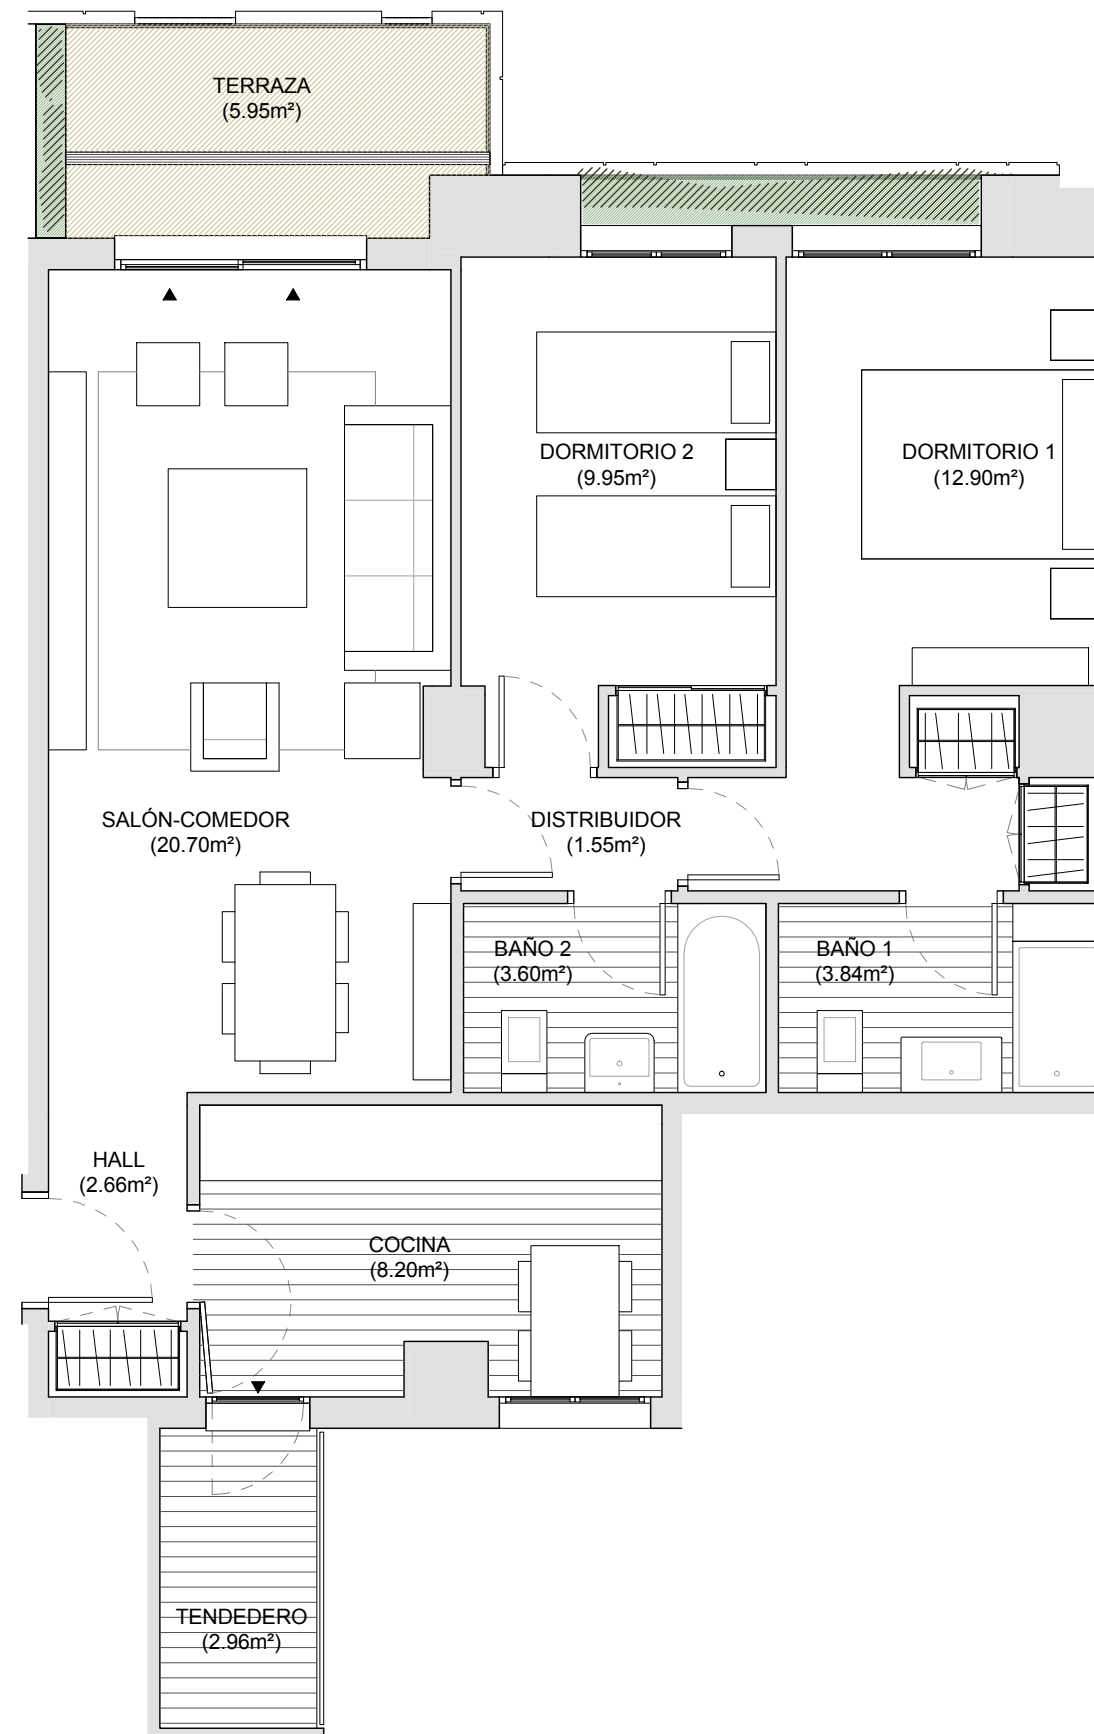 TERRAZA
(5.95m²)
DORMITORIO 2
(9.95m²)
DORMITORIO 1
(12.90m²)
SALÓN-COMEDOR
(20.70m²)
DISTRIBUIDOR
(1.55m²)
BAÑO 2
(3.60m²)
BAÑO 1
(3.84m²)
HALL
(2.66m²)
COCINA
(8.20m²)
TENDEDERO
(2.96m²)